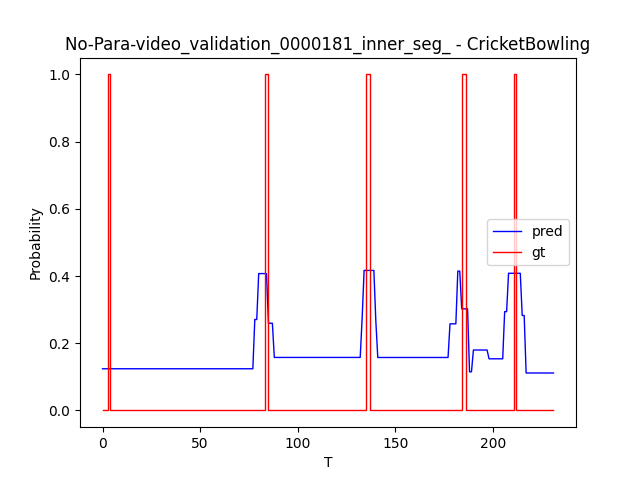 No-Para-video_validation_0000181_inner_seg_ - CricketBowling
1.0
0.8
0.6
0.4
0.2
0.0
Probability
pred
gt
0 50 100 150 200
T